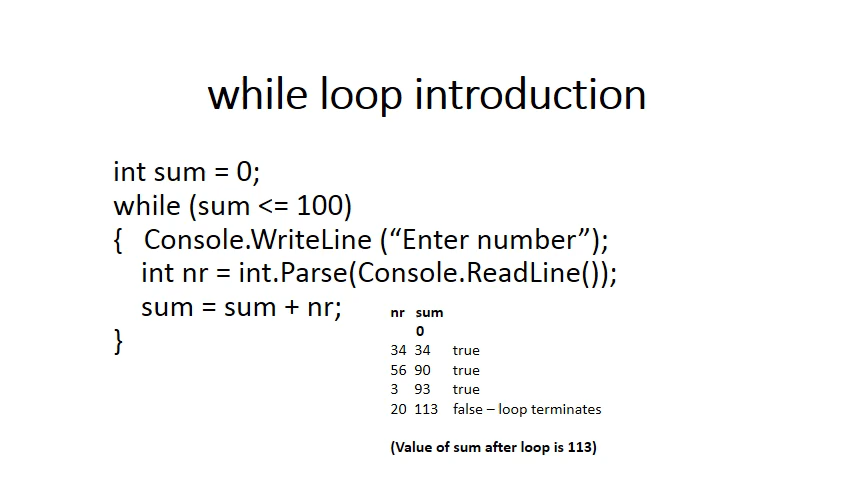 while loop introduction
int sum = 0;
while (sum <= 100)
{ Console.WriteLine (“Enter number”);
int nr = int.Parse(Console.ReadLine());
sum = sum + nr;
}
nr sum
0
34 34 true
56 90 true
3 93 true
20 113 false – loop terminates
(Value of sum after loop is 113)